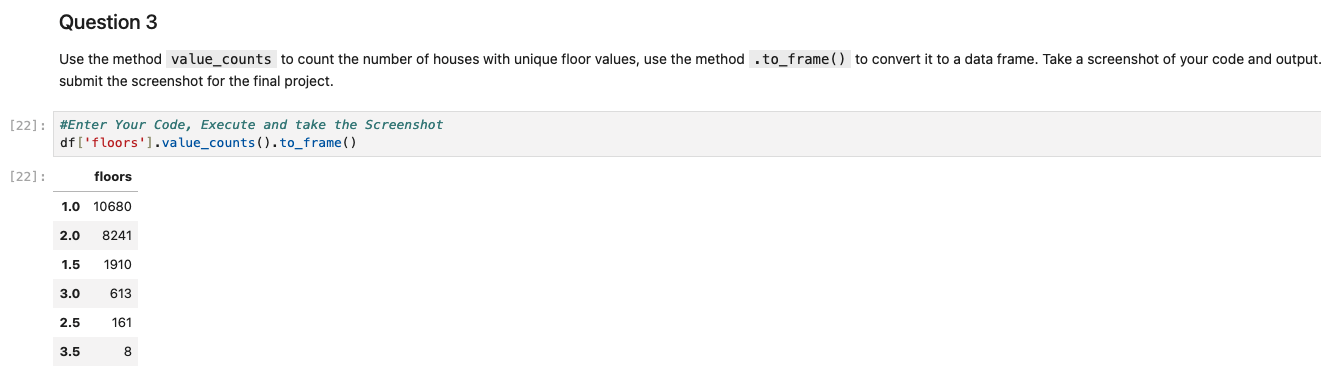 Question 3
Use the method value_counts to count the number of houses with unique floor values, use the method .to_frame() to convert it to a data frame. Take a screenshot of your code and output.
submit the screenshot for the final project.
[22]: #Enter Your Code, Execute and take the Screenshot
df['floors'].value_counts().to_frame()
[22]: floors
1.0 10680
2.0 8241
1.5 1910
3.0 613
2.5 161
3.5 8